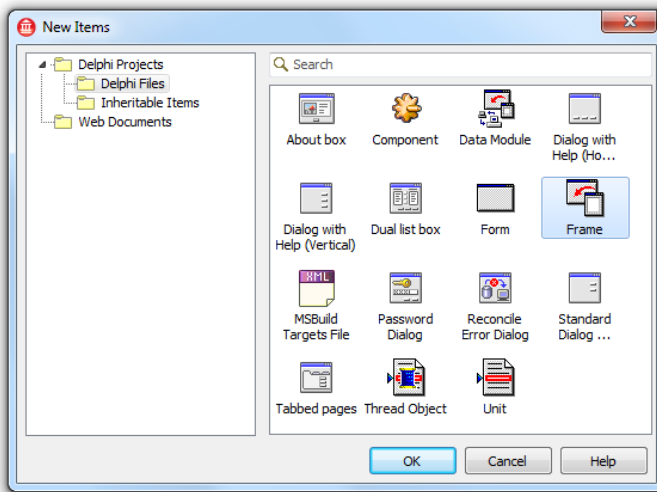 New Items
Delphi Projects
Delphi Files
Inheritable Items
Web Documents
Search
About box
Component
Data Module
Dialog with
Help (Ho...
Dialog with
Help (Vertical)
Dual list box
Form
Frame
XML
MSBuild
Targets File
Password
Dialog
Reconcile
Error Dialog
Standard
Dialog ...
Tabbed pages
Thread Object
Unit
OK
Cancel
Help